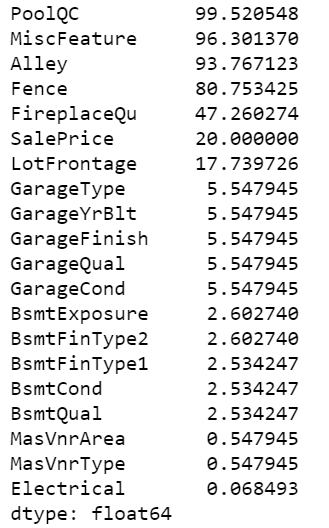 PoolQC           99.520548
MiscFeature      96.301370
Alley            93.767123
Fence            80.753425
FireplaceQu      47.260274
SalePrice        20.000000
LotFrontage      17.739726
GarageType        5.547945
GarageYrBlt       5.547945
GarageFinish      5.547945
GarageQual        5.547945
GarageCond        5.547945
BsmtExposure      2.602740
BsmtFinType2      2.602740
BsmtFinType1      2.534247
BsmtCond          2.534247
BsmtQual          2.534247
MasVnrArea        0.547945
MasVnrType        0.547945
Electrical        0.068493
dtype: float64